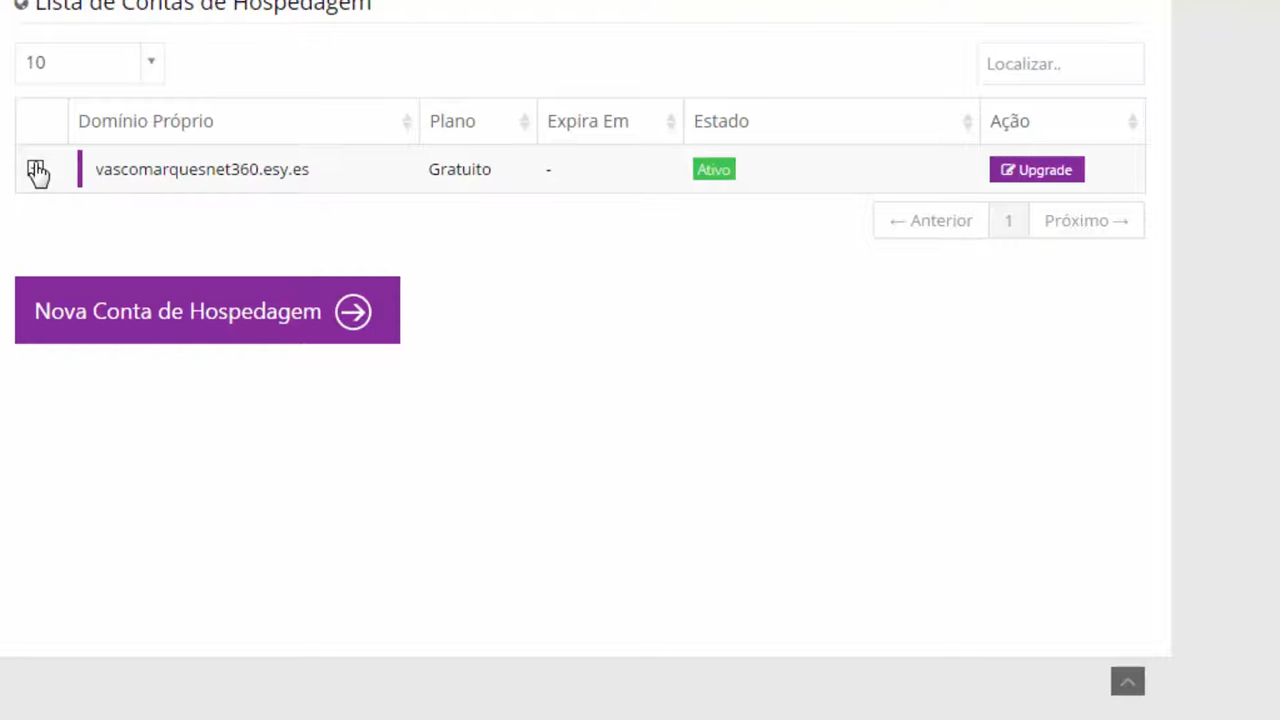 Lista de Contas de Hospedagem
10
Localizar..
Domínio Próprio Plano Expira Em Estado Ação
vascomarquesnet360.esy.es Gratuito - Ativo Upgrade
← Anterior 1 Próximo →
Nova Conta de Hospedagem